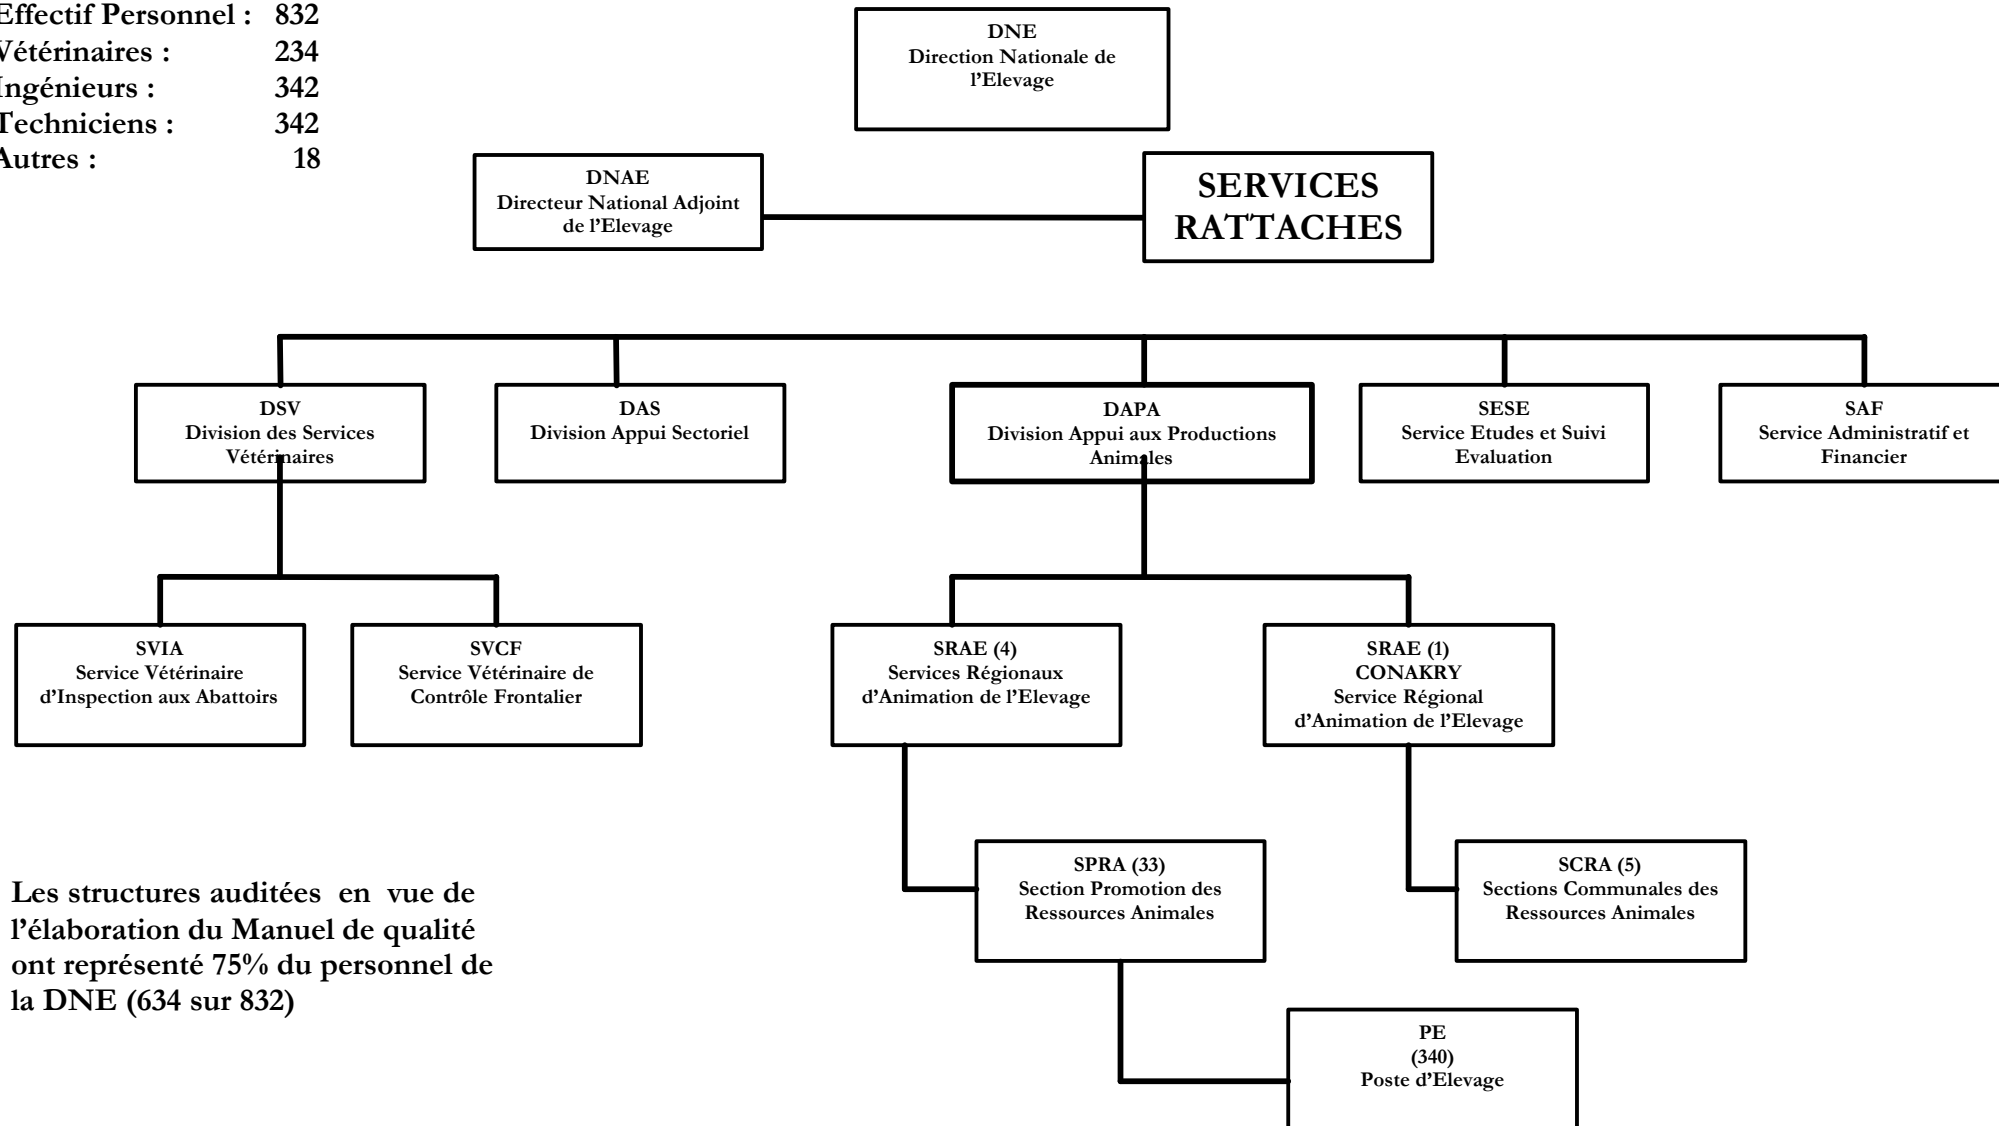 Effectif Personnel : 832
Vétérinaires : 234
Ingénieurs : 342
Techniciens : 342
Autres : 18
DNE
Direction Nationale de
l’Elevage
DNAE
Directeur National Adjoint
de l’Elevage
SERVICES
RATTACHES
DSV
Division des Services
Vétérinaires
DAS
Division Appui Sectoriel
DAPA
Division Appui aux Productions
Animales
SESE
Service Etudes et Suivi
Evaluation
SAF
Service Administratif et
Financier
SVIA
Service Vétérinaire
d’Inspection aux Abattoirs
SVCF
Service Vétérinaire de
Contrôle Frontalier
SRAE (4)
Services Régionaux
d’Animation de l’Elevage
SRAE (1)
CONAKRY
Service Régional
d’Animation de l’Elevage
SPRA (33)
Section Promotion des
Ressources Animales
SCRA (5)
Sections Communales des
Ressources Animales
Les structures auditées en vue de
l’élaboration du Manuel de qualité
ont représenté 75% du personnel de
la DNE (634 sur 832)
PE
(340)
Poste d’Elevage